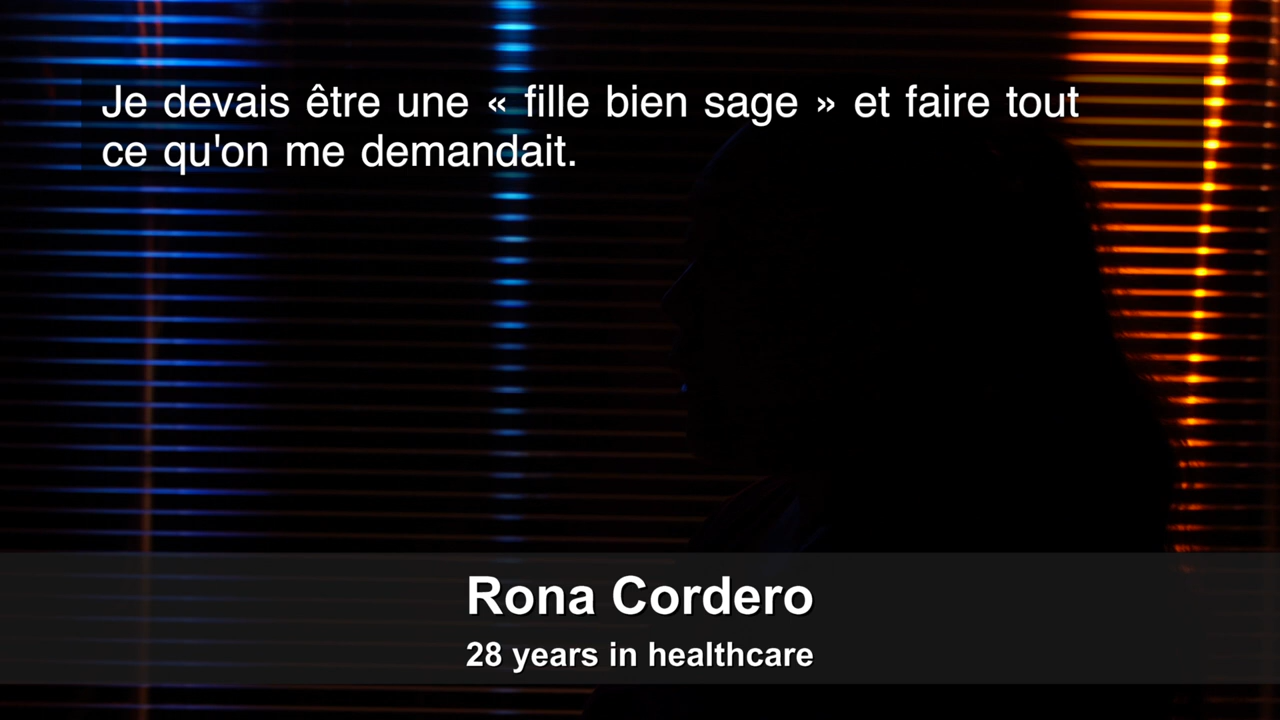 Je devais être une « fille bien sage » et faire tout
ce qu'on me demandait.
Rona Cordero
28 years in healthcare